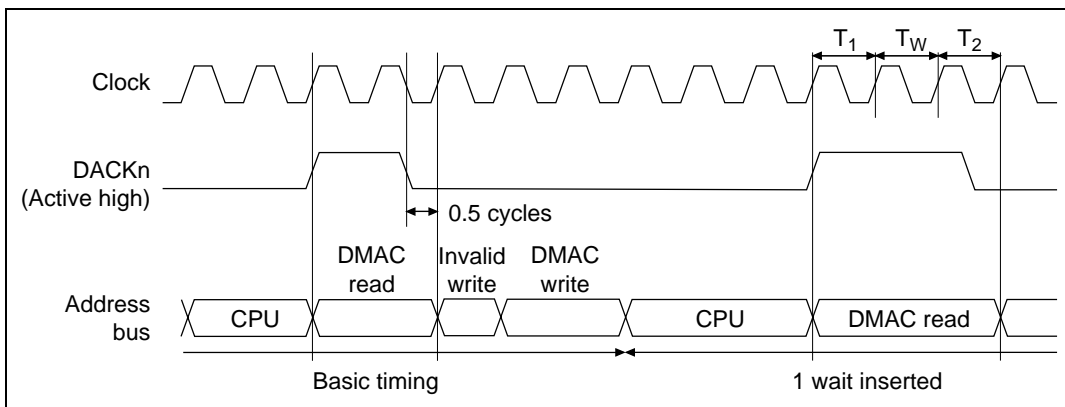 T1 TW T2
Clock
DACKn
(Active high)
0.5 cycles
DMAC Invalid DMAC
read write write
Address
bus
CPU CPU DMAC read
Basic timing 1 wait inserted